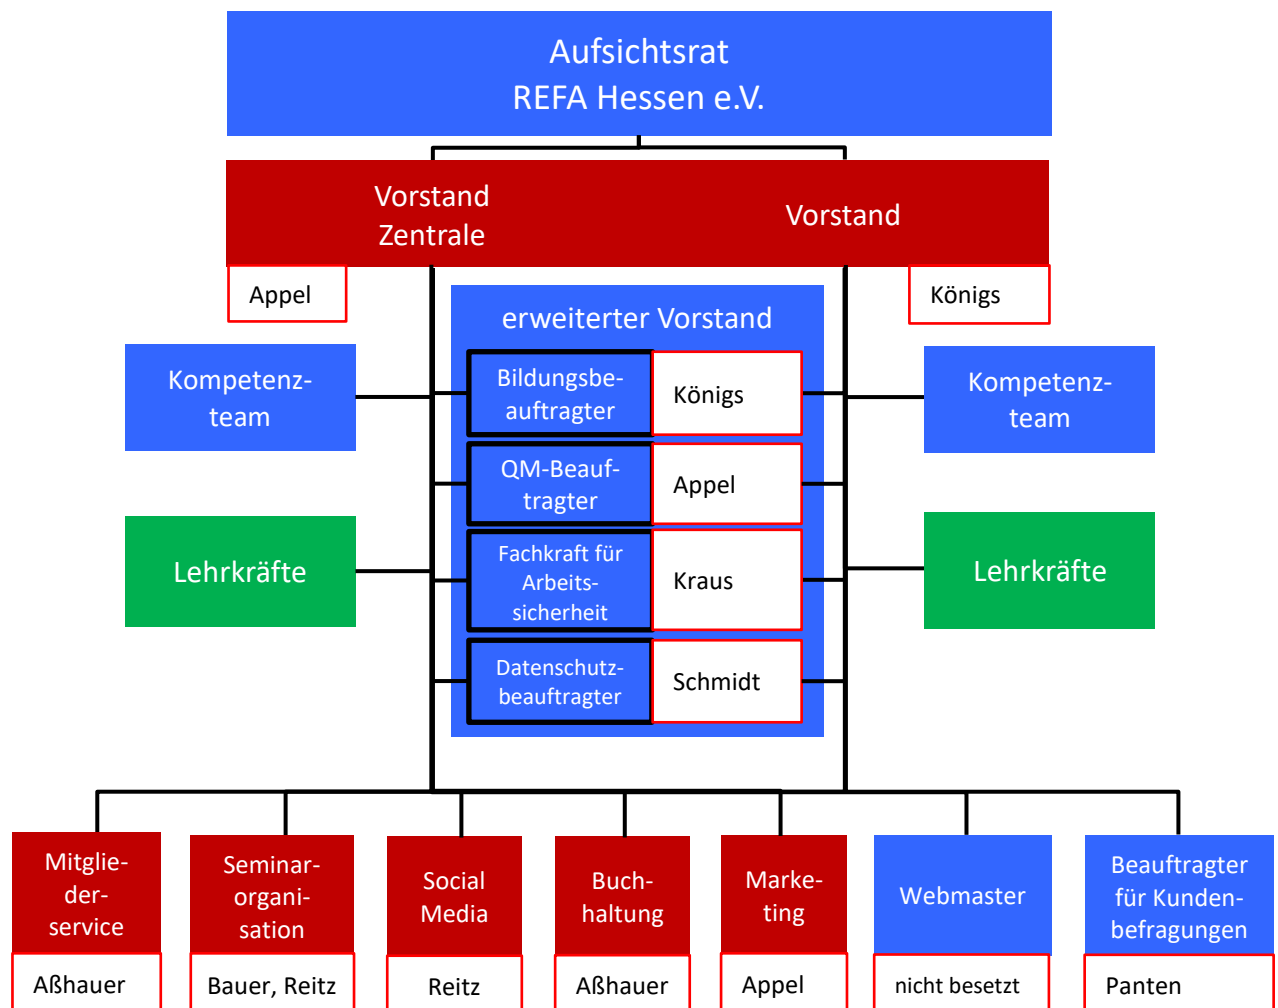 Aufsichtsrat
REFA Hessen e.V.
Vorstand
Zentrale
Vorstand
Appel
Königs
erweiterter Vorstand
Kompetenz-
team
Bildungsbe-
auftragter
Königs
Kompetenz-
team
QM-Beauf-
tragter
Appel
Lehrkräfte
Fachkraft für
Arbeits-
sicherheit
Kraus
Lehrkräfte
Datenschutz-
beauftragter
Schmidt
Mitglie-
der-
service
Aßhauer
Seminar-
organi-
sation
Bauer, Reitz
Social
Media
Reitz
Buch-
haltung
Aßhauer
Marke-
ting
Appel
Webmaster
nicht besetzt
Beauftragter
für Kunden-
befragungen
Panten